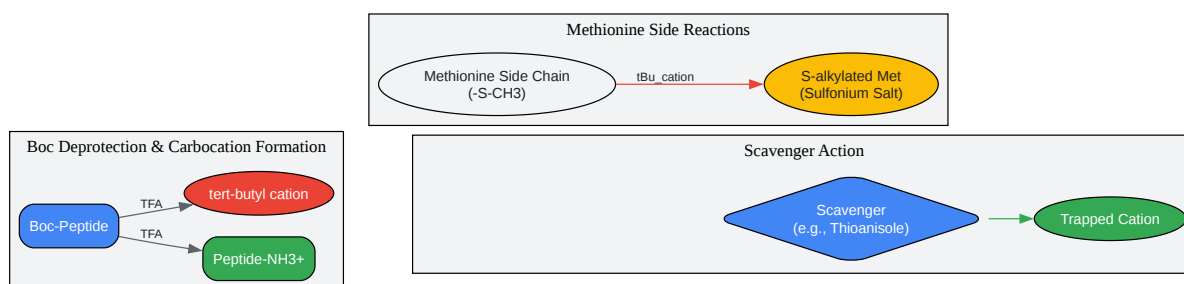 Methionine Side Reactions
Methionine Side Chain
(-S-CH3)
tBu_cation
S-alkylated Met
(Sulfonium Salt)
Boc Deprotection & Carbocation Formation
Boc-Peptide
TFA
tert-butyl cation
TFA
Peptide-NH3+
Scavenger Action
Scavenger
(e.g., Thioanisole)
Trapped Cation